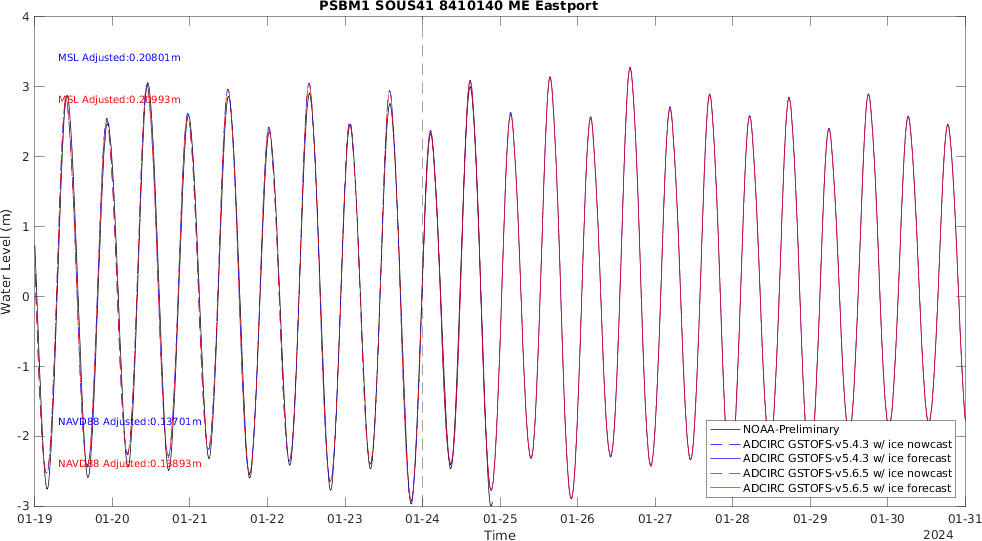 PSBM1 SOUS41 8410140 ME Eastport
Water Level (m)
4
3
2
1
0
-1
-2
-3
MSL Adjusted:0.20801m
MSL Adjusted:0.20993m
NAVD88 Adjusted:0.13701m
NAVD88 Adjusted:0.13893m
NOAA-Preliminary
ADCIRC GSTOFS-v5.4.3 w/ ice nowcast
ADCIRC GSTOFS-v5.4.3 w/ ice forecast
ADCIRC GSTOFS-v5.6.5 w/ ice nowcast
ADCIRC GSTOFS-v5.6.5 w/ ice forecast
01-19 01-20 01-21 01-22 01-23 01-24 01-25 01-26 01-27 01-28 01-29 01-30 01-31
Time
2024